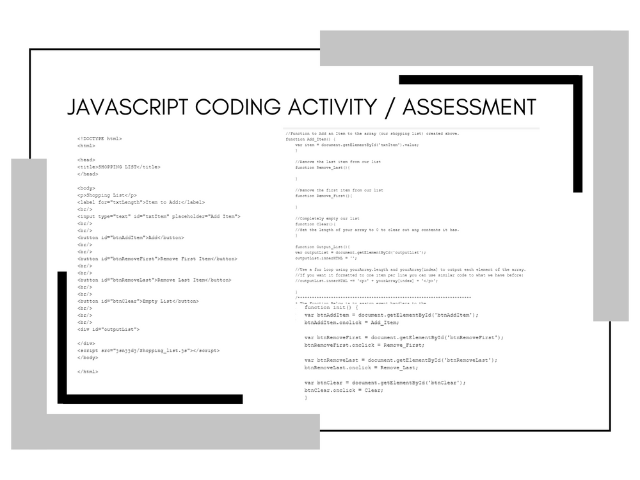 JAVASCRIPT CODING ACTIVITY / ASSESSMENT
<!DOCTYPE html>
<html>
<head>
<title>SHOPPING LIST</title>
</head>
<body>
<p>Shopping List</p>
<label for="txtLength">Item to Add:</label>
<br/>
<input type="text" id="txtItem" placeholder="Add Item">
<br/>
<br/>
<button id="btnAddItem">Add</button>
<br/>
<br/>
<button id="btnRemoveFirst">Remove First Item</button>
<br/>
<br/>
<button id="btnRemoveLast">Remove Last Item</button>
<br/>
<br/>
<button id="btnClear">Empty List</button>
<br/>
<br/>
<br/>
<div id="outputList">
</div>
</script>
</body>
</html>
//Function to Add an Item to the array (our shopping list) created above.
function Add_Item() {
var item = document.getElementById('txtItem').value;
}
//Remove the last item from our list
function Remove_Last(){
}
//Remove the first item from our list
function Remove_First(){
}
//Completely empty our list
function Clear(){
//Set the length of your array to 0 to clear out any contents it has.
}
function Output_List(){
var outputList = document.getElementById('outputList');
outputList.innerHTML = '';
//Use a for loop using yourArray.length and yourArray[index] to output each element of the array.
//If you want it formatted to one item per line you can use similar code to what we have before:
//outputList.innerHTML += '<p>' + yourArray[index] + '</p>';
}
function init() {
var btnAddItem = document.getElementById('btnAddItem');
btnAddItem.onclick = Add_Item;
var btnRemoveFirst = document.getElementById('btnRemoveFirst');
btnRemoveFirst.onclick = Remove_First;
var btnRemoveLast = document.getElementById('btnRemoveLast');
btnRemoveLast.onclick = Remove_Last;
var btnClear = document.getElementById('btnClear');
btnClear.onclick = Clear;
}